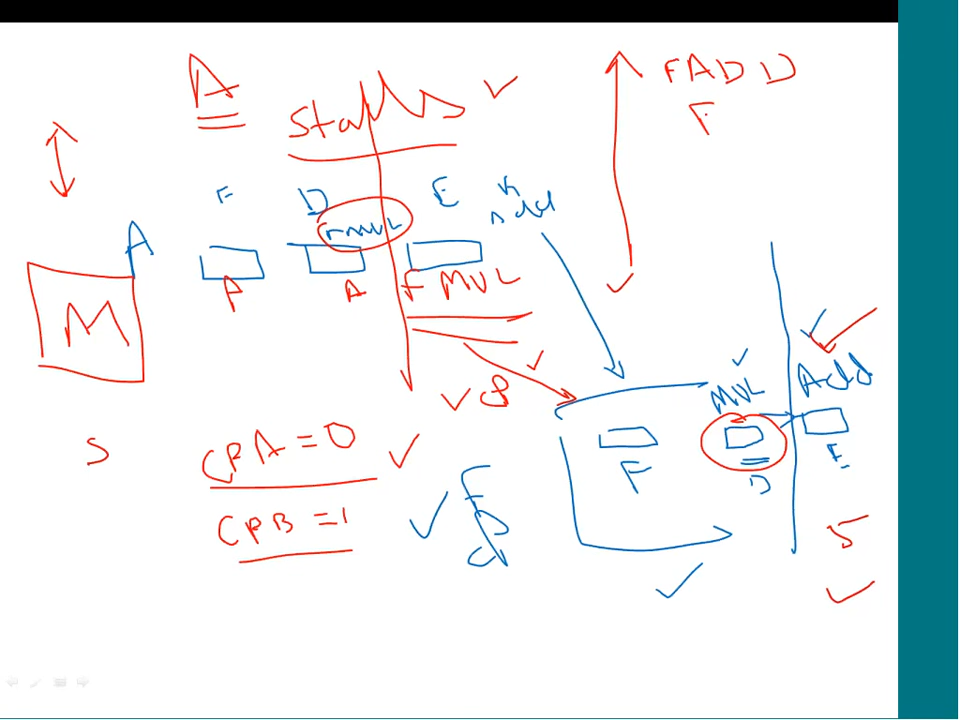 A
Stalls
FADD
F
F D E
Add
A
FMUL
A A FMUL
M
MUL Add
CPA=0
F D E
S
CPB=1
5